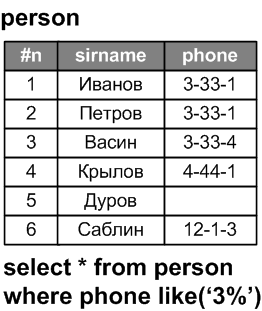 person
#n sirname phone
1 Иванов 3-33-1
2 Петров 3-33-1
3 Васин 3-33-4
4 Крылов 4-44-1
5 Дуров
6 Саблин 12-1-3
select * from person
where phone like(‘3%’)